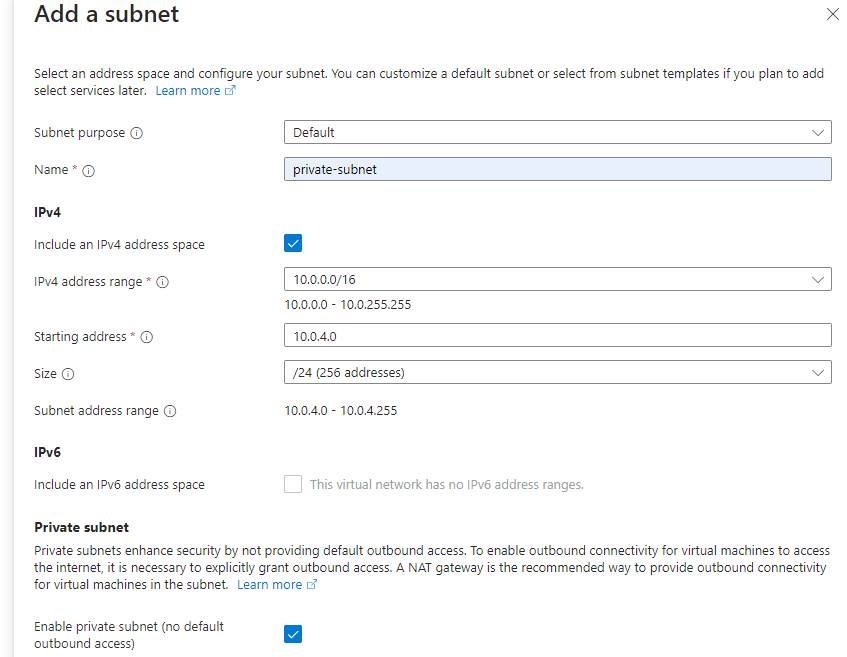 Add a subnet
Select an address space and configure your subnet. You can customize a default subnet or select from subnet templates if you plan to add
select services later. Learn more
Subnet purpose
Default
Name *
private-subnet
IPv4
Include an IPv4 address space
IPv4 address range *
10.0.0.0/16
10.0.0.0 - 10.0.255.255
Starting address *
10.0.4.0
Size
/24 (256 addresses)
Subnet address range
10.0.4.0 - 10.0.4.255
IPv6
Include an IPv6 address space
This virtual network has no IPv6 address ranges.
Private subnet
Private subnets enhance security by not providing default outbound access. To enable outbound connectivity for virtual machines to access
the internet, it is necessary to explicitly grant outbound access. A NAT gateway is the recommended way to provide outbound connectivity
for virtual machines in the subnet. Learn more
Enable private subnet (no default
outbound access)